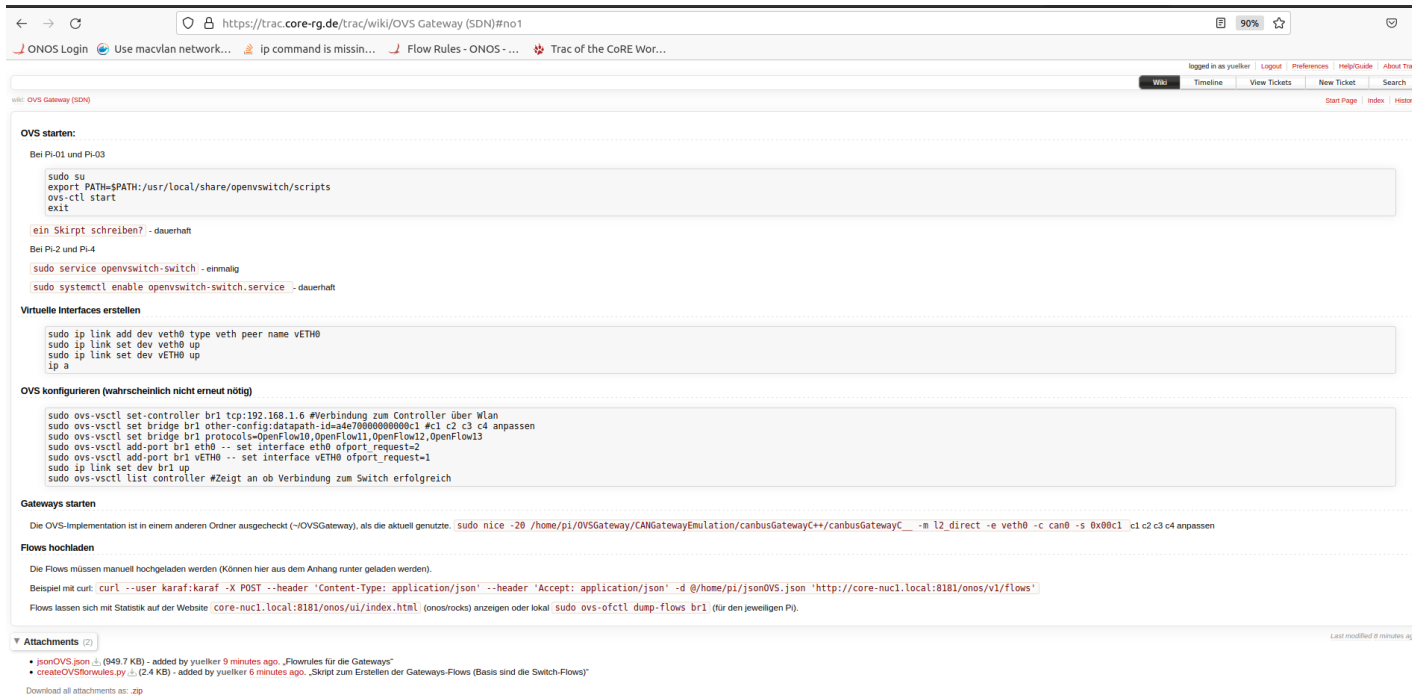 https://trac.core-rg.de/trac/wiki/OVS Gateway (SDN)#no1
90%
ONOS Login
Use macvlan network...
ip command is missin...
Flow Rules - ONOS - ...
Trac of the CoRE Wor...
logged in as yuelker
Logout
Preferences
Help/Guide
About Tra
Wiki
Timeline
View Tickets
New Ticket
Search
wiki: OVS Gateway (SDN)
Start Page
Index
Histor
OVS starten:
Bei Pi-01 und Pi-03
sudo su
export PATH=$PATH:/usr/local/share/openvswitch/scripts
ovs-ctl start
exit
ein Skirpt schreiben? - dauerhaft
Bei Pi-2 und Pi-4
sudo service openvswitch-switch - einmalig
sudo systemctl enable openvswitch-switch.service - dauerhaft
Virtuelle Interfaces erstellen
sudo ip link add dev veth0 type veth peer name vETH0
sudo ip link set dev veth0 up
sudo ip link set dev vETH0 up
ip a
OVS konfigurieren (wahrscheinlich nicht erneut nötig)
sudo ovs-vsctl set-controller br1 tcp:192.168.1.6 #Verbindung zum Controller über Wlan
sudo ovs-vsctl set bridge br1 other-config:datapath-id=a4e70000000000c1 #c1 c2 c3 c4 anpassen
sudo ovs-vsctl set bridge br1 protocols=OpenFlow10,OpenFlow11,OpenFlow12,OpenFlow13
sudo ovs-vsctl add-port br1 eth0 -- set interface eth0 ofport_request=2
sudo ovs-vsctl add-port br1 vETH0 -- set interface vETH0 ofport_request=1
sudo ip link set dev br1 up
sudo ovs-vsctl list controller #Zeigt an ob Verbindung zum Switch erfolgreich
Gateways starten
Die OVS-Implementation ist in einem anderen Ordner ausgecheckt (~/OVSGateway), als die aktuell genutzte. sudo nice -20 /home/pi/OVSGateway/CANGatewayEmulation/canbusGatewayC++/canbusGatewayC__ -m l2_direct -e veth0 -c can0 -s 0x00c1 c1 c2 c3 c4 anpassen
Flows hochladen
Die Flows müssen manuell hochgeladen werden (Können hier aus dem Anhang runter geladen werden).
Beispiel mit curl: curl --user karaf:karaf -X POST --header 'Content-Type: application/json' --header 'Accept: application/json' -d @/home/pi/jsonOVS.json 'http://core-nuc1.local:8181/onos/v1/flows'
Flows lassen sich mit Statistik auf der Website core-nuc1.local:8181/onos/ui/index.html (onos/rocks) anzeigen oder lokal sudo ovs-ofctl dump-flows br1 (für den jeweiligen Pi).
Last modified 8 minutes ag
Attachments (2)
jsonOVS.json (949.7 KB) - added by yuelker 9 minutes ago. „Flowrules für die Gateways“
createOVSflorwules.py (2.4 KB) - added by yuelker 6 minutes ago. „Skript zum Erstellen der Gateways-Flows (Basis sind die Switch-Flows)“
Download all attachments as: .zip